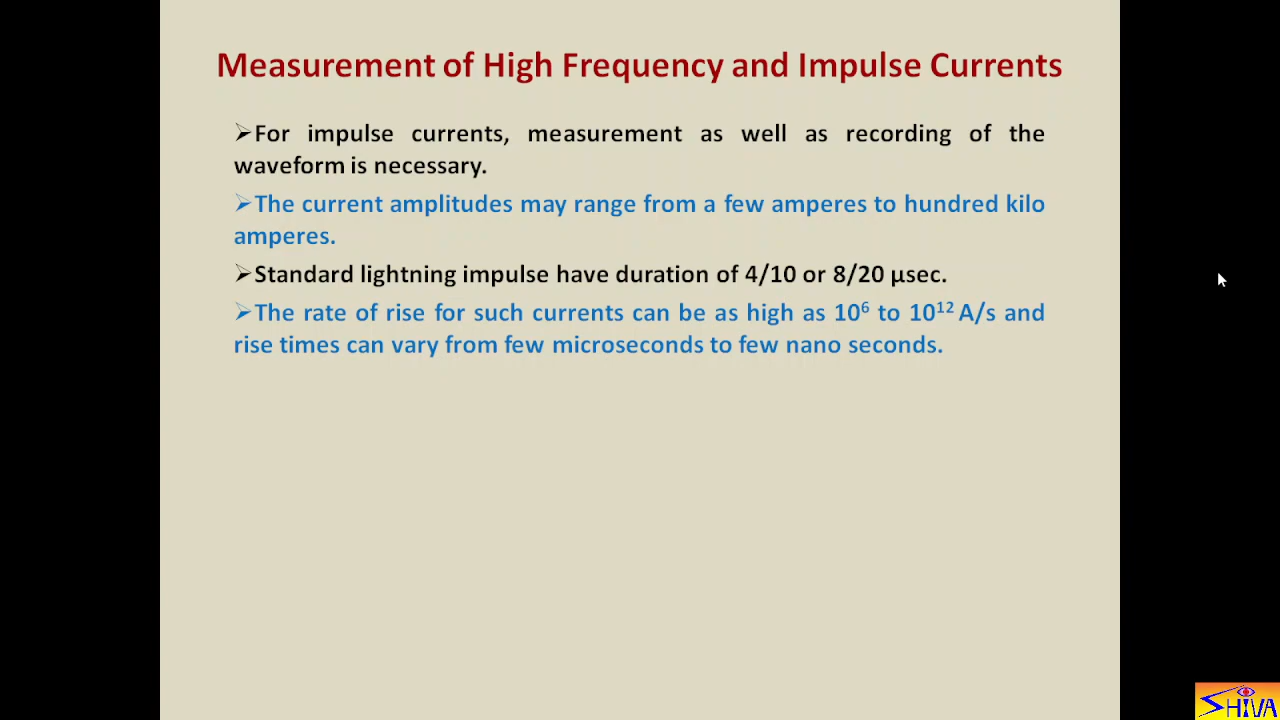 Measurement of High Frequency and Impulse Currents
➢For impulse currents, measurement as well as recording of the
waveform is necessary.
➢The current amplitudes may range from a few amperes to hundred kilo
amperes.
➢Standard lightning impulse have duration of 4/10 or 8/20 µsec.
➢The rate of rise for such currents can be as high as 10⁶ to 10¹² A/s and
rise times can vary from few microseconds to few nano seconds.
SHIVA